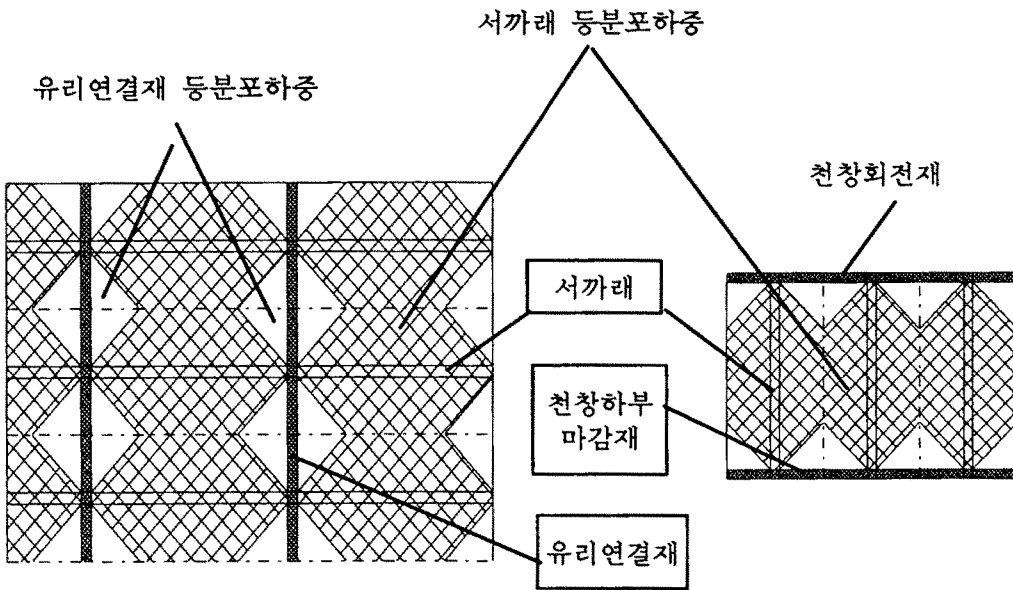 서까래 등분포하중
유리연결재 등분포하중
천창회전재
서까래
천창하부
마감재
유리연결재